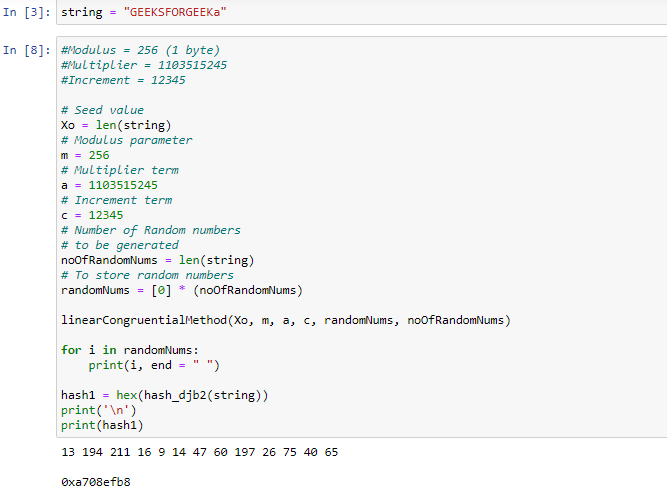 In [3]: string = "GEEKSFORGEEKa"
In [8]: #Modulus = 256 (1 byte)
#Multiplier = 1103515245
#Increment = 12345
# Seed value
Xo = len(string)
# Modulus parameter
m = 256
# Multiplier term
a = 1103515245
# Increment term
c = 12345
# Number of Random numbers
# to be generated
noOfRandomNums = len(string)
# To store random numbers
randomNums = [0] * (noOfRandomNums)
linearCongruentialMethod(Xo, m, a, c, randomNums, noOfRandomNums)
for i in randomNums:
    print(i, end = " ")
hash1 = hex(hash_djb2(string))
print('\n')
print(hash1)
13 194 211 16 9 14 47 60 197 26 75 40 65
0xa708efb8